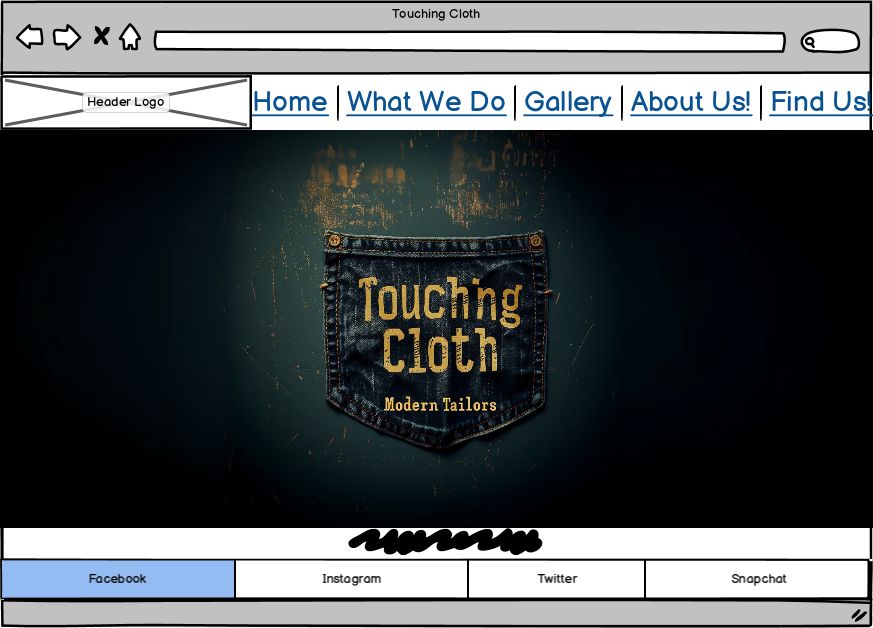 Touching Cloth
Header Logo
Home What We Do Gallery About Us! Find Us!
Touching
Cloth
Modern Tailors
Facebook Instagram Twitter Snapchat